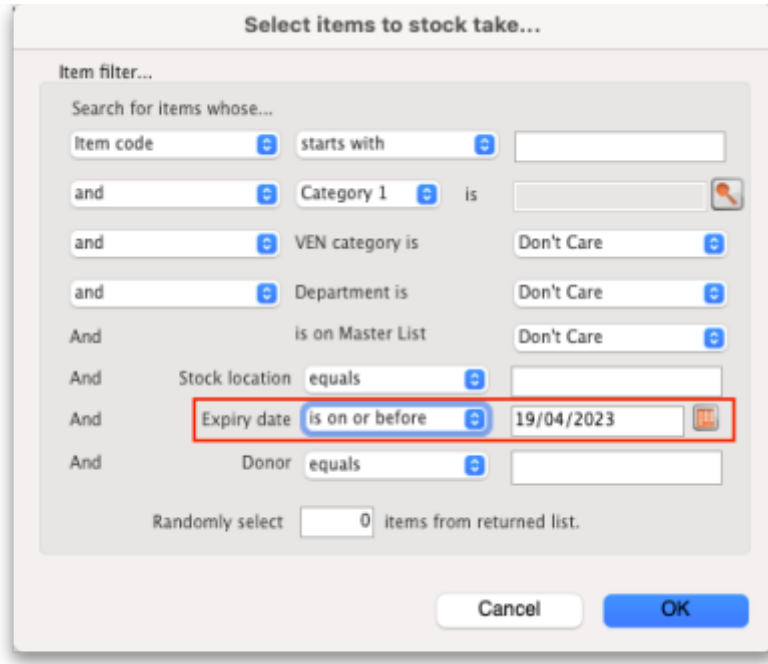 Select items to stock take...
Item filter...
Search for items whose...
Item code starts with
and Category 1 is
and VEN category is Don't Care
and Department is Don't Care
And is on Master List Don't Care
And Stock location equals
And Expiry date is on or before 19/04/2023
And Donor equals
Randomly select 0 items from returned list.
Cancel OK